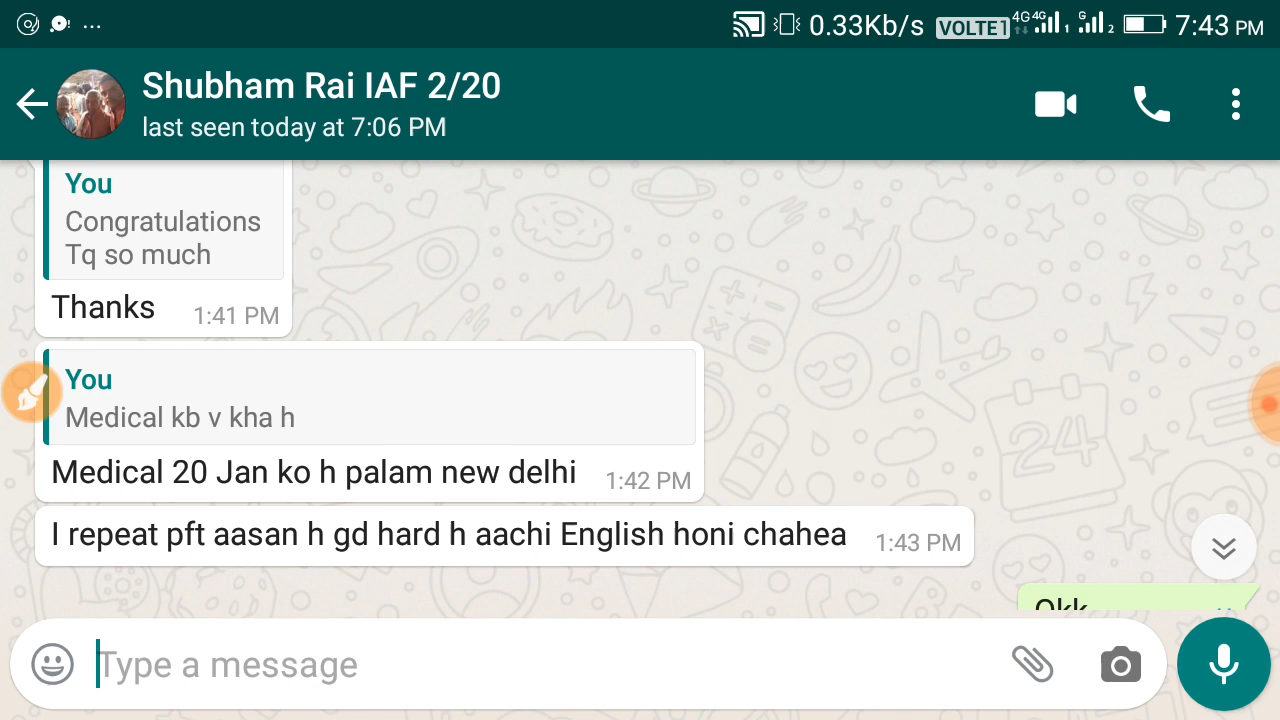 0.33Kb/s VOLTE1 4G 4G 1 G 2 7:43 PM
Shubham Rai IAF 2/20
last seen today at 7:06 PM
You
Congratulations
Tq so much
Thanks 1:41 PM
You
Medical kb v kha h
Medical 20 Jan ko h palam new delhi 1:42 PM
I repeat pft aasan h gd hard h aachi English honi chahea 1:43 PM
Okk
Type a message